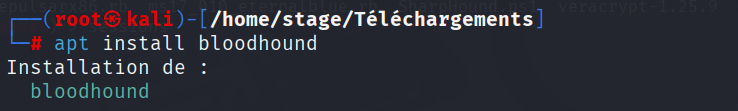 ┌──(root㉿kali)-[/home/stage/Téléchargements]
└─# apt install bloodhound
Installation de :
bloodhound